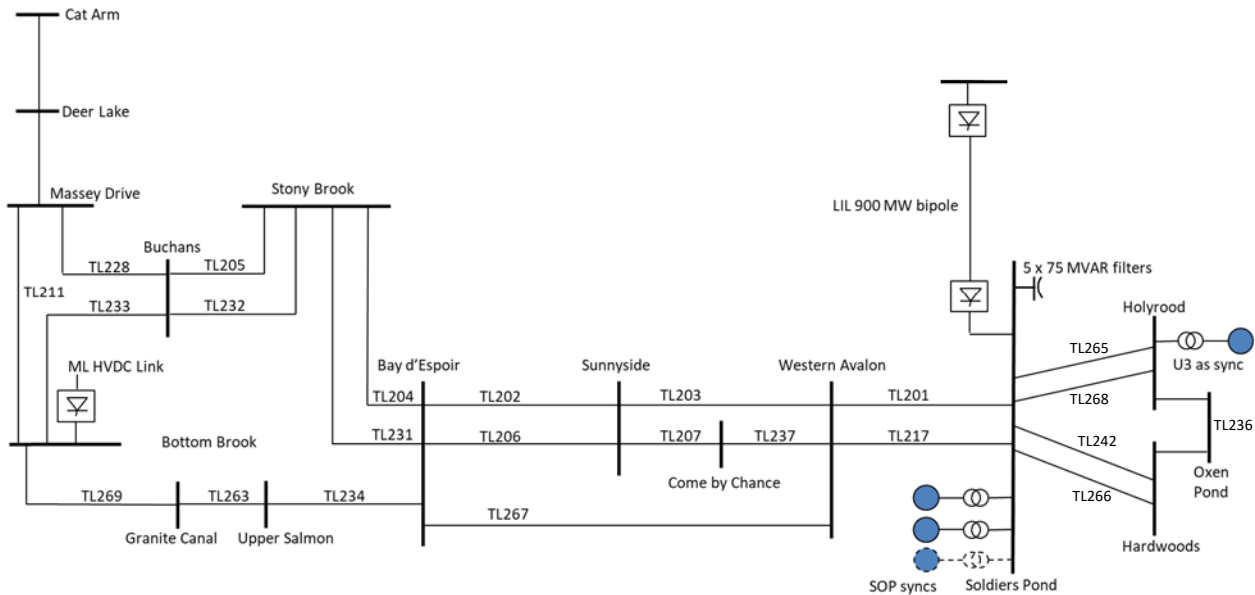 Cat Arm
Deer Lake
Massey Drive
Stony Brook
LIL 900 MW bipole
Buchans
TL228
TL205
TL211
TL233
TL232
5 x 75 MVAR filters
Holyrood
TL265
U3 as sync
TL268
ML HVDC Link
Bay d’Espoir
Sunnyside
Western Avalon
TL204
TL202
TL203
TL201
TL236
TL231
TL206
TL207
TL237
TL217
TL242
Bottom Brook
Come by Chance
Oxen
Pond
TL266
TL269
TL263
TL234
TL267
Granite Canal
Upper Salmon
Hardwoods
SOP syncs
Soldiers Pond